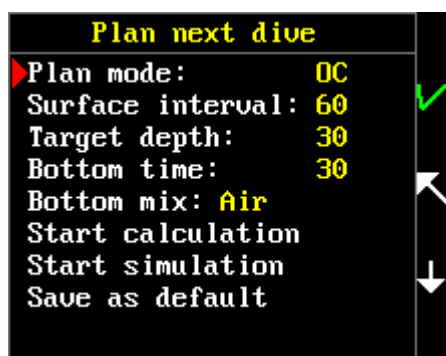 Plan next dive
Plan mode: OC
Surface interval: 60
Target depth: 30
Bottom time: 30
Bottom mix: Air
Start calculation
Start simulation
Save as default